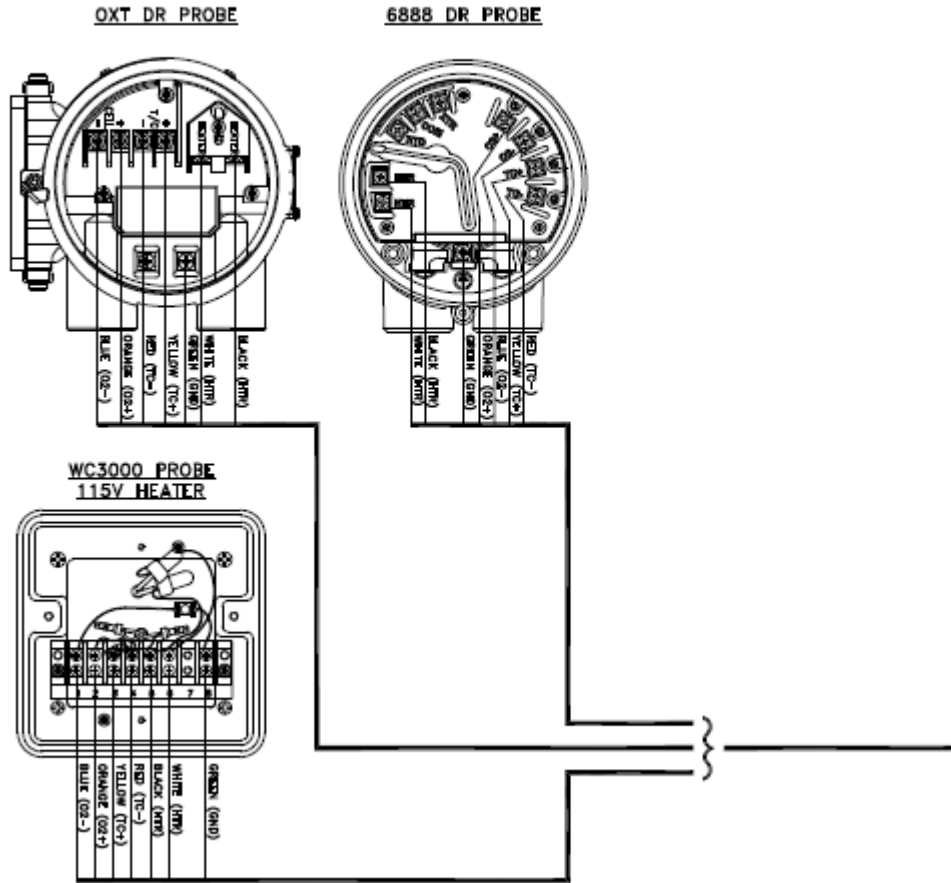 OXT DR PROBE
CELL
-
+
-
+
T/C
HEATER
HEATER
BLUE (O2-)
ORANGE (O2+)
RED (TC-)
YELLOW (TC+)
GREEN (GND)
WHITE (HTR)
BLACK (HTR)
6888 DR PROBE
WHITE (HTR)
BLACK (HTR)
GREEN (GND)
ORANGE (O2+)
BLUE (O2-)
YELLOW (TC+)
RED (TC-)
WC3000 PROBE
115V HEATER
1 2 3 4 5 6 7 8
BLUE (O2-)
ORANGE (O2+)
YELLOW (TC+)
RED (TC-)
BLACK (HTR)
WHITE (HTR)
GREEN (GND)